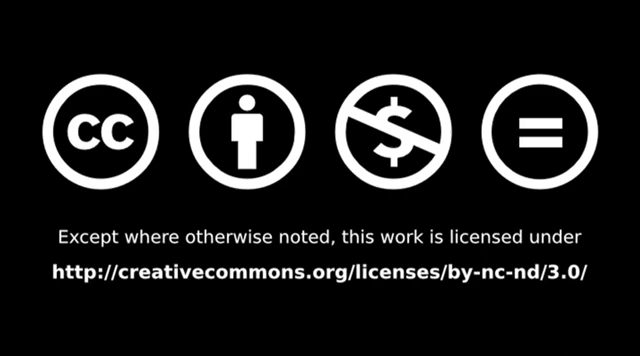 cc
$
=
Except where otherwise noted, this work is licensed under
http://creativecommons.org/licenses/by-nc-nd/3.0/